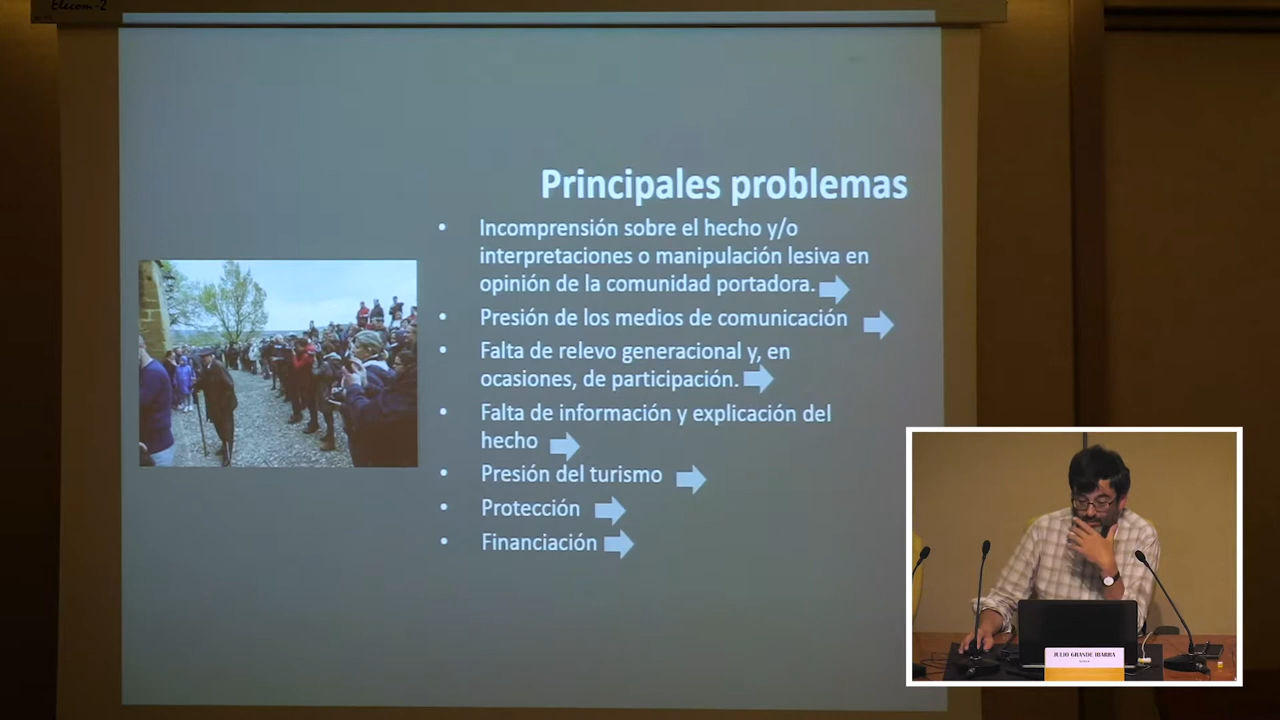 Elecom-2
Principales problemas
• Incomprensión sobre el hecho y/o
interpretaciones o manipulación lesiva en
opinión de la comunidad portadora.
• Presión de los medios de comunicación
• Falta de relevo generacional y, en
ocasiones, de participación.
• Falta de información y explicación del
hecho
• Presión del turismo
• Protección
• Financiación
JULIO GRANDE IBARRA